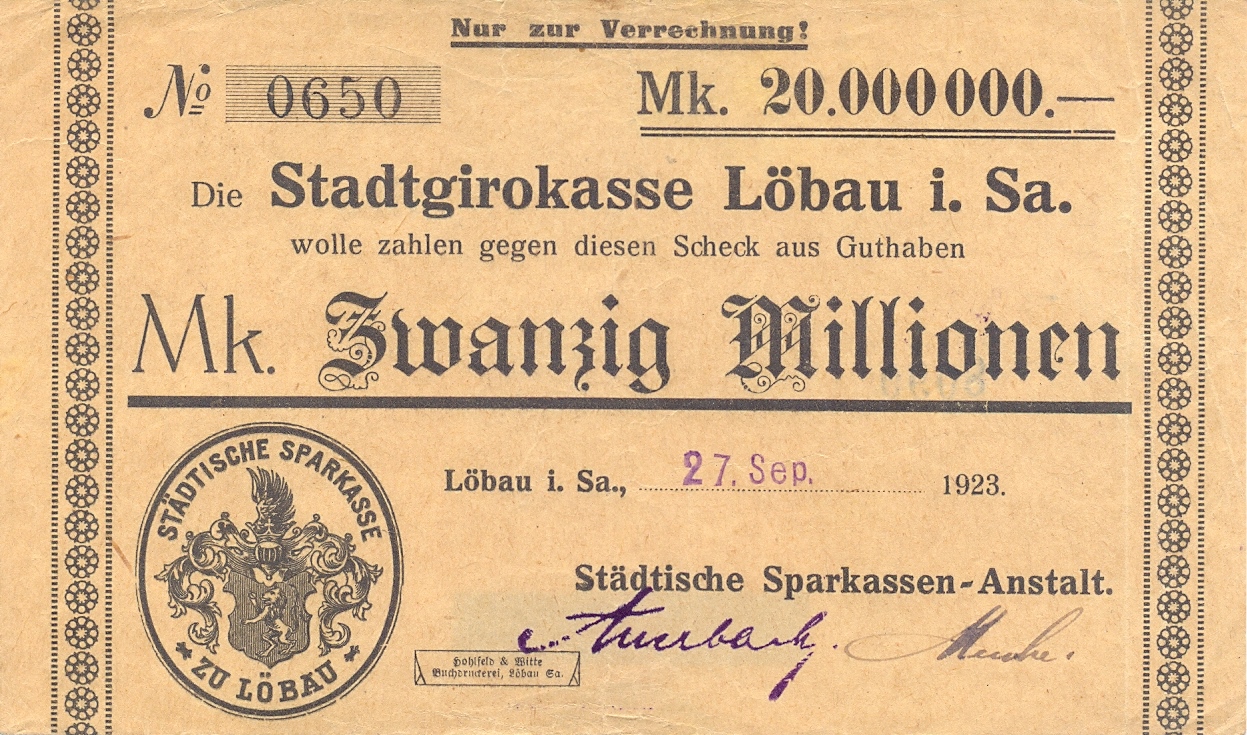 Nur zur Verrechnung!
No 0650
Mk. 20.000000.—
Die Stadtgirokasse Löbau i. Sa.
wolle zahlen gegen diesen Scheck aus Guthaben
Mk. Zwanzig Millionen
Löbau i. Sa., 27. Sep. 1923.
STÄDTISCHE SPARKASSE
ZU LÖBAU
Städtische Sparkassen-Anstalt.
Auerbach.
Hohlfeld & Witte
Buchdruckerei, Löbau Sa.